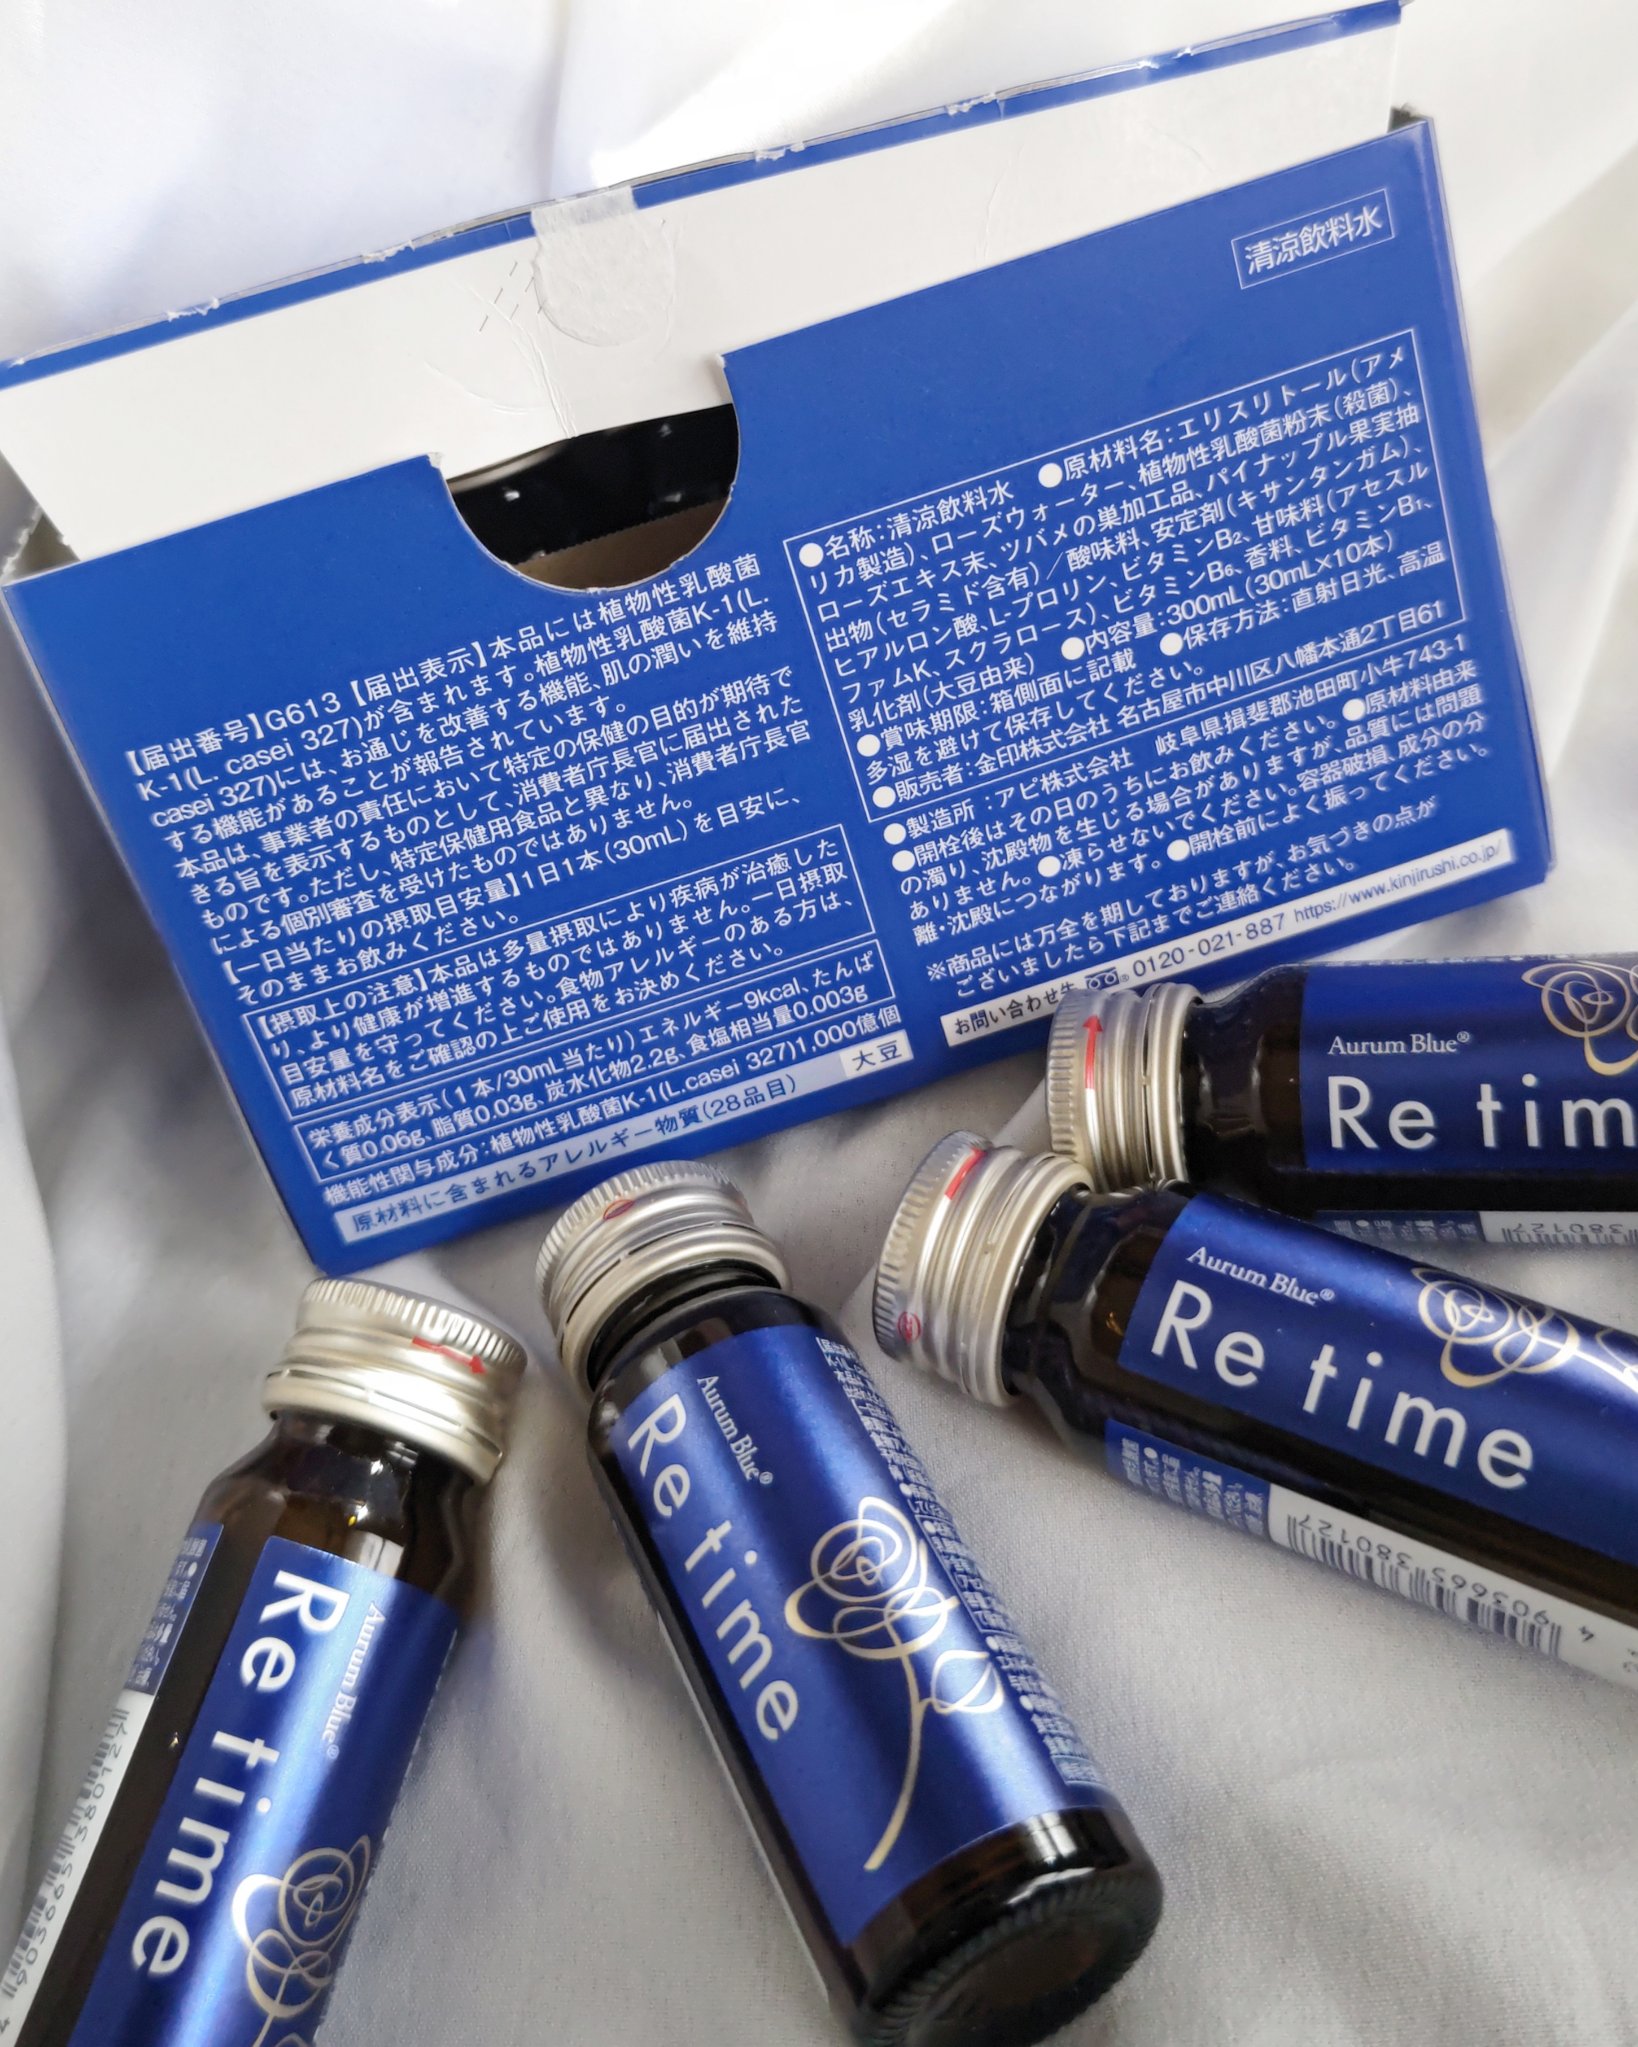 清涼飲料水
【届出番号】G613 【届出表示】本品には植物性乳酸菌
K-1(L. casei 327)が含まれます。植物性乳酸菌K-1(L.
casei 327)には、お通じを改善する機能、肌の潤いを維持
する機能があることが報告されています。
本品は、事業者の責任において特定の保健の目的が期待で
きる旨を表示するものとして、消費者庁長官に届出された
ものです。ただし、特定保健用食品と異なり、消費者庁長官
による個別審査を受けたものではありません。
【一日当たりの摂取目安量】1日1本(30mL)を目安に、
そのままお飲みください。
【摂取上の注意】本品は多量摂取により疾病が治癒した
り、より健康が増進するものではありません。一日摂取
目安量を守ってください。食物アレルギーのある方は、
原材料名をご確認の上ご使用をお決めください。
栄養成分表示(1本/30mL当たり)エネルギー9kcal、たんぱ
く質0.06g、脂質0.03g、炭水化物2.2g、食塩相当量0.003g
機能性関与成分:植物性乳酸菌K-1(L.casei 327)1,000億個
原材料に含まれるアレルギー物質(28品目) 大豆
●名称:清涼飲料水 ●原材料名:エリスリトール(アメ
リカ製造)、ローズウォーター、植物性乳酸菌粉末(殺菌)、
ローズエキス末、ツバメの巣加工品、パイナップル果実抽
出物(セラミド含有)/酸味料、安定剤(キサンタンガム)、
ヒアルロン酸、L-プロリン、ビタミンB2、甘味料(アセスル
ファムK、スクラロース)、ビタミンB6、香料、ビタミンB1、
乳化剤(大豆由来) ●内容量:300mL(30mL×10本)
●賞味期限:箱側面に記載 ●保存方法:直射日光、高温
多湿を避けて保存してください。
●販売者:金印株式会社 名古屋市中川区八幡本通2丁目61
●製造所:アピ株式会社 岐阜県揖斐郡池田町小牛743-1
●開栓後はその日のうちにお飲みください。●原材料由来
の濁り、沈殿物を生じる場合がありますが、品質には問題
ありません。●凍らせないでください。容器破損、成分の分
離・沈殿につながります。●開栓前によく振ってください。
※商品には万全を期しておりますが、お気づきの点が
ございましたら下記までご連絡ください。
お問い合わせ先 0120-021-887 https://www.kinjirushi.co.jp/
Aurum Blue®
Re tim
Aurum Blue®
Re time
4 903665 380127
Aurum Blue®
Re time
Aurum Blue®
Re time
4 903665 380127